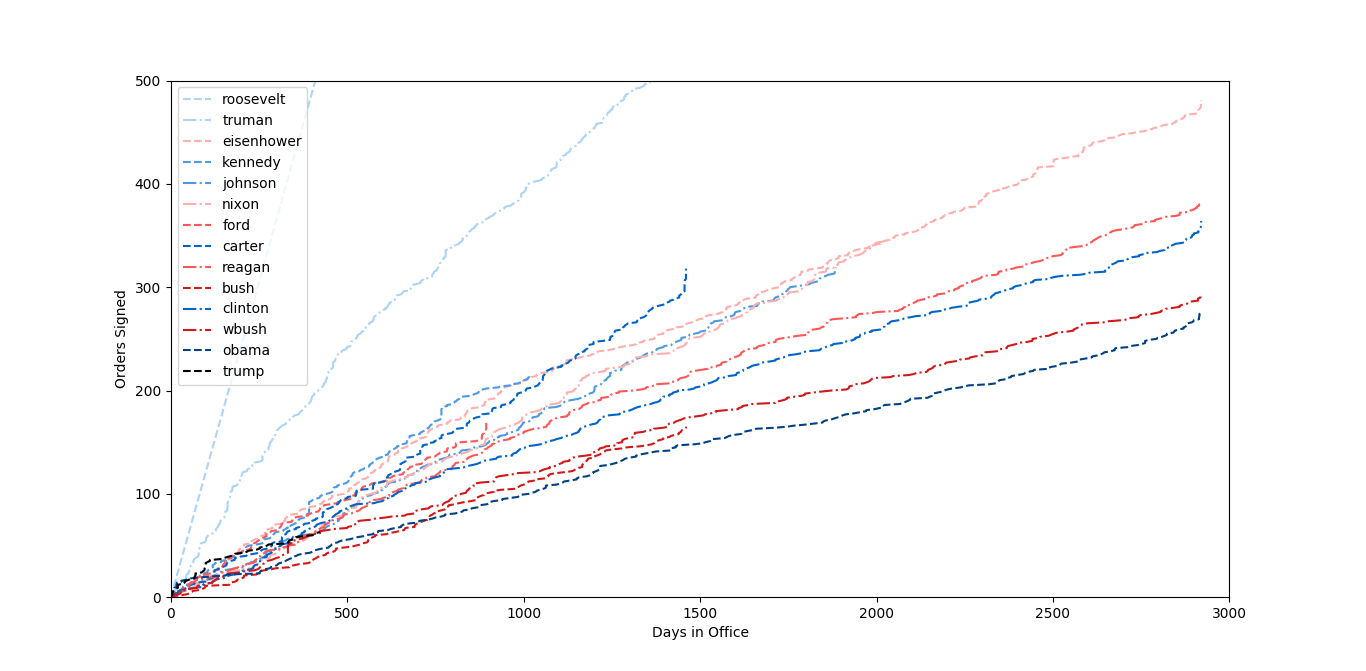 500
400
300
200
100
0
Orders Signed
roosevelt
truman
eisenhower
kennedy
johnson
nixon
ford
carter
reagan
bush
clinton
wbush
obama
trump
0 500 1000 1500 2000 2500 3000
Days in Office